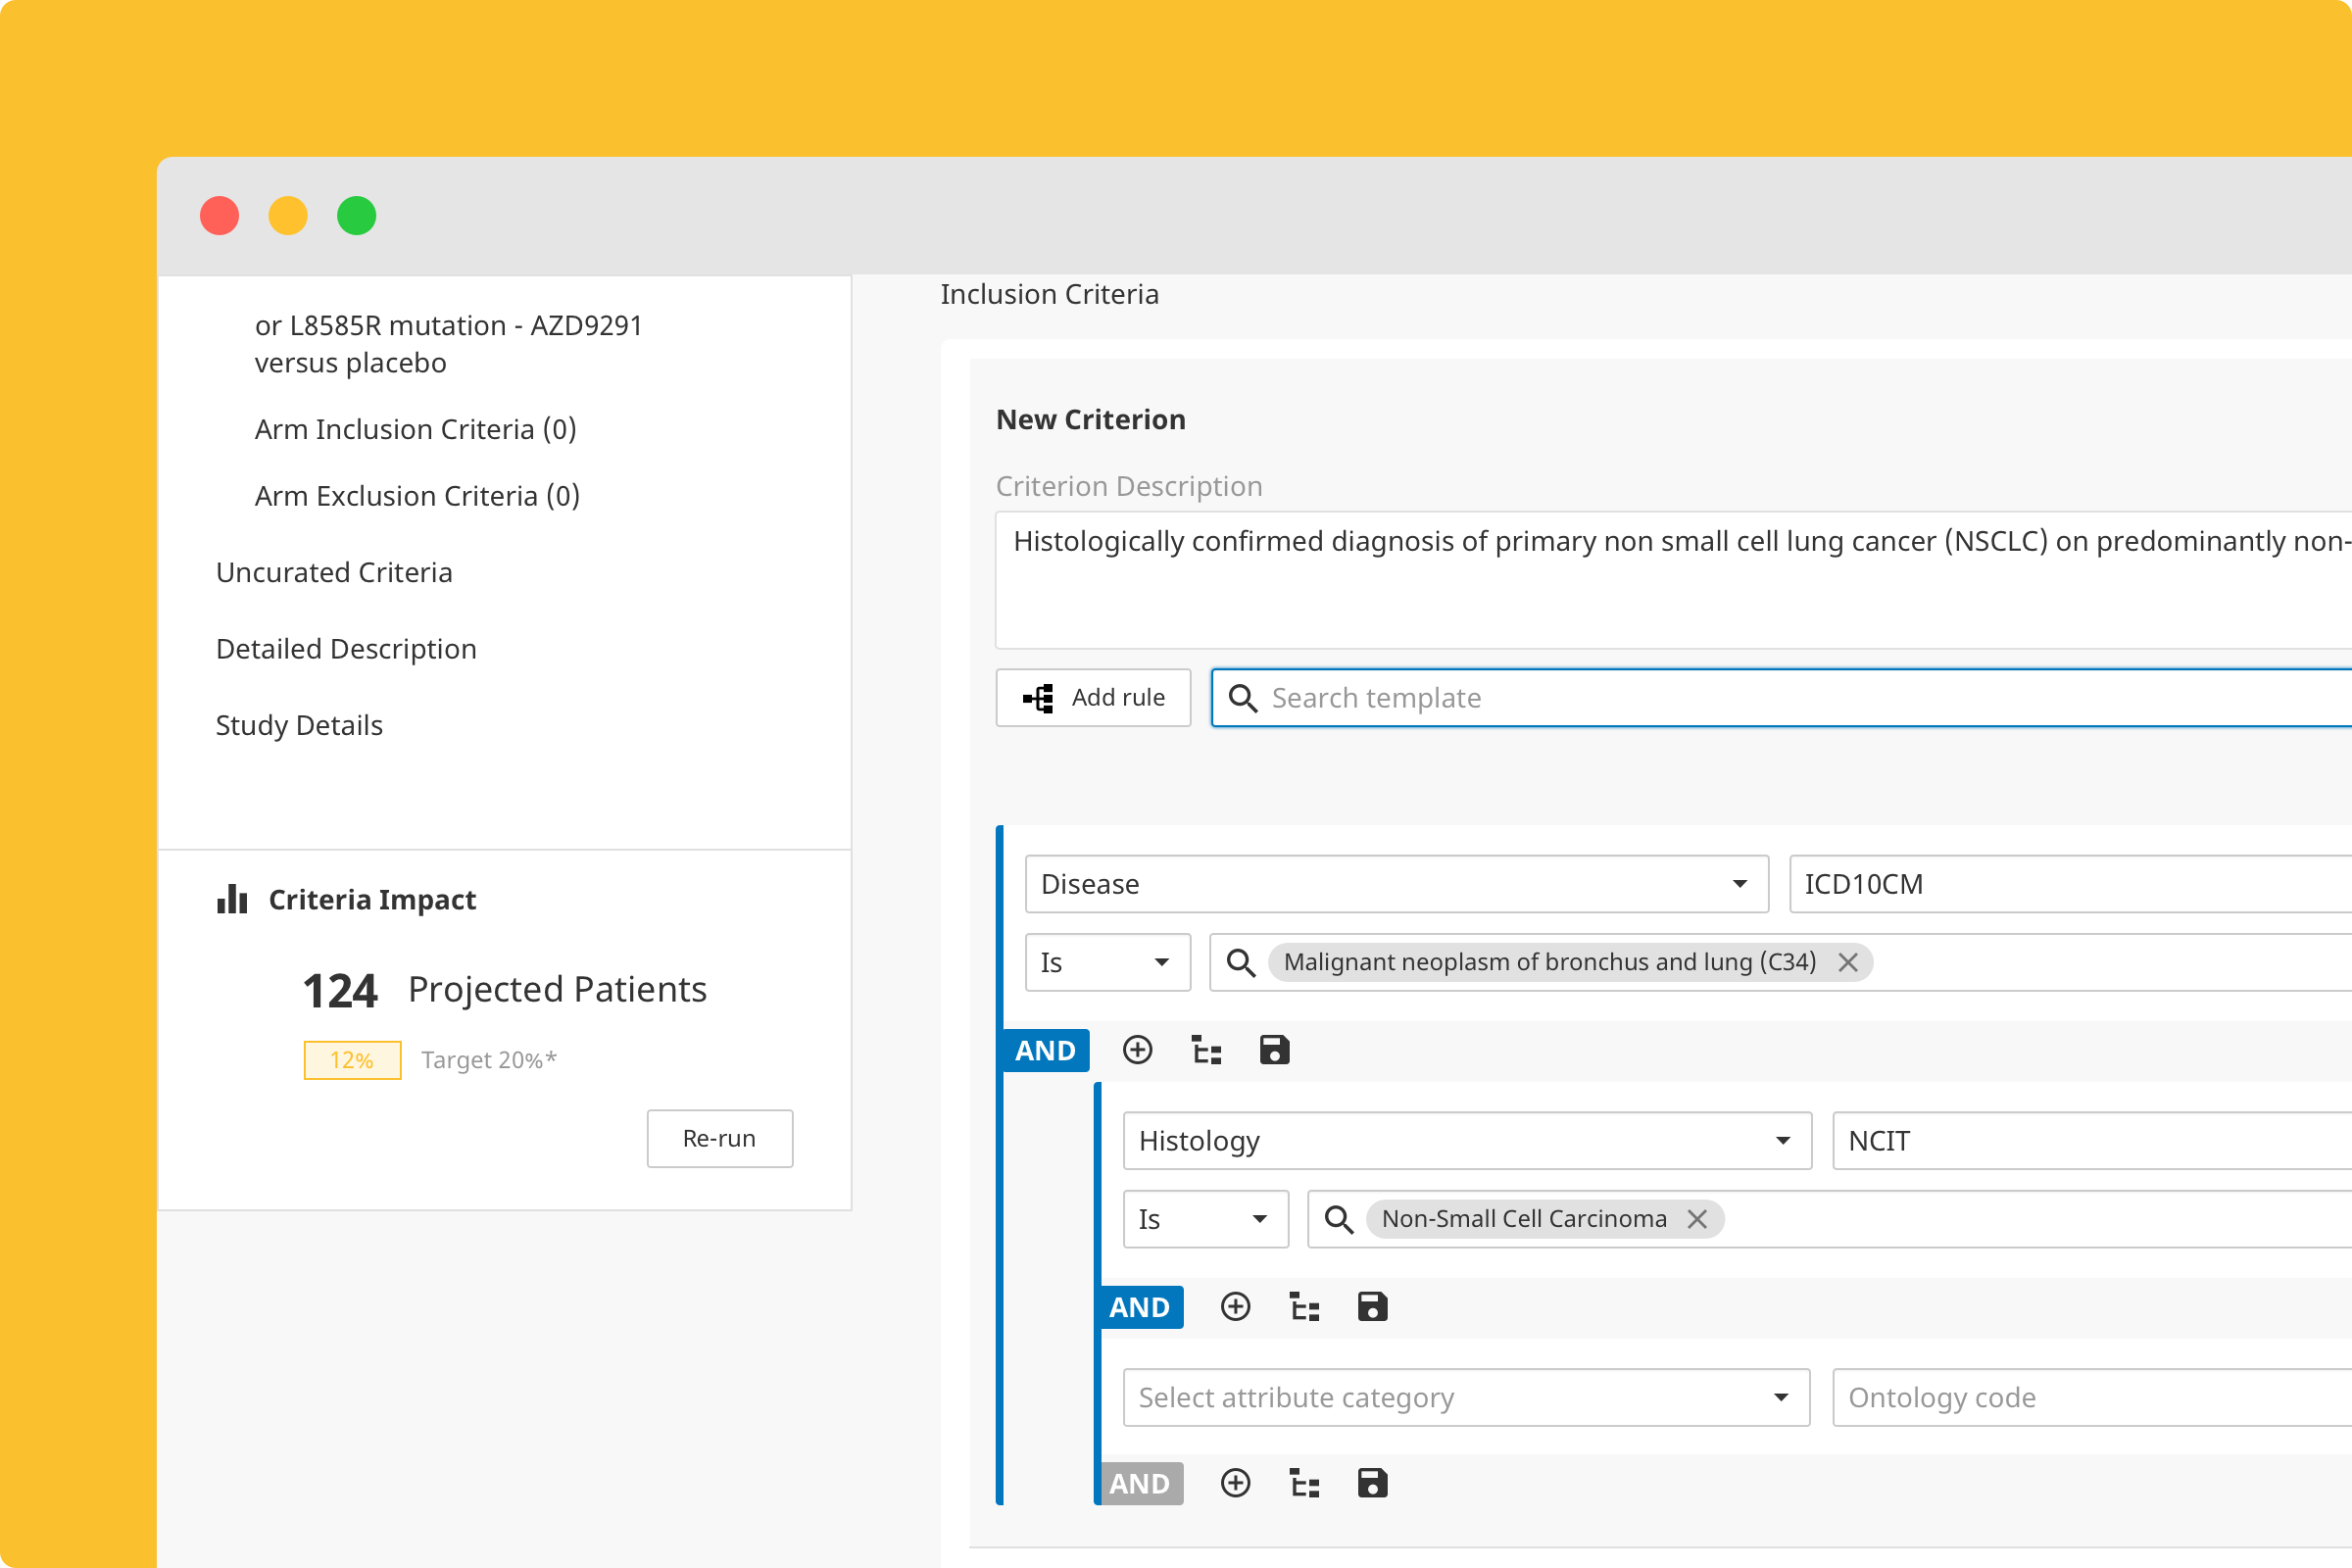 or L8585R mutation - AZD9291
versus placebo
Arm Inclusion Criteria (0)
Arm Exclusion Criteria (0)
Uncurated Criteria
Detailed Description
Study Details
Criteria Impact
124 Projected Patients
12% Target 20%*
Re-run
Inclusion Criteria
New Criterion
Criterion Description
Histologically confirmed diagnosis of primary non small cell lung cancer (NSCLC) on predominantly non-
Add rule Search template
Disease ICD10CM
Is Malignant neoplasm of bronchus and lung (C34)
AND
Histology NCIT
Is Non-Small Cell Carcinoma
AND
Select attribute category Ontology code
AND